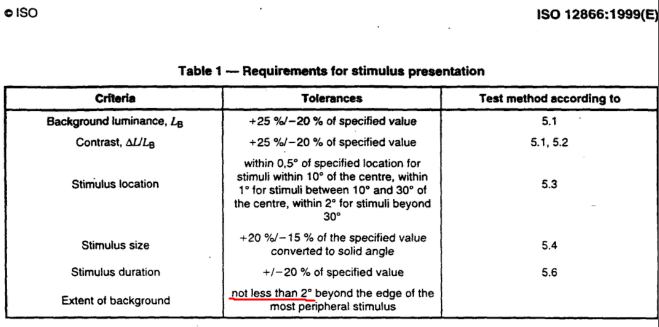 © ISO
ISO 12866:1999(E)
Table 1 — Requirements for stimulus presentation
Criteria Tolerances Test method according to
Background luminance, L_B +25 %/−20 % of specified value 5.1
Contrast, ΔL/L_B +25 %/−20 % of specified value 5.1, 5.2
Stimulus location within 0,5° of specified location for stimuli within 10° of the centre, within 1° for stimuli between 10° and 30° of the centre, within 2° for stimuli beyond 30° 5.3
Stimulus size +20 %/−15 % of the specified value converted to solid angle 5.4
Stimulus duration +/−20 % of specified value 5.6
Extent of background not less than 2° beyond the edge of the most peripheral stimulus